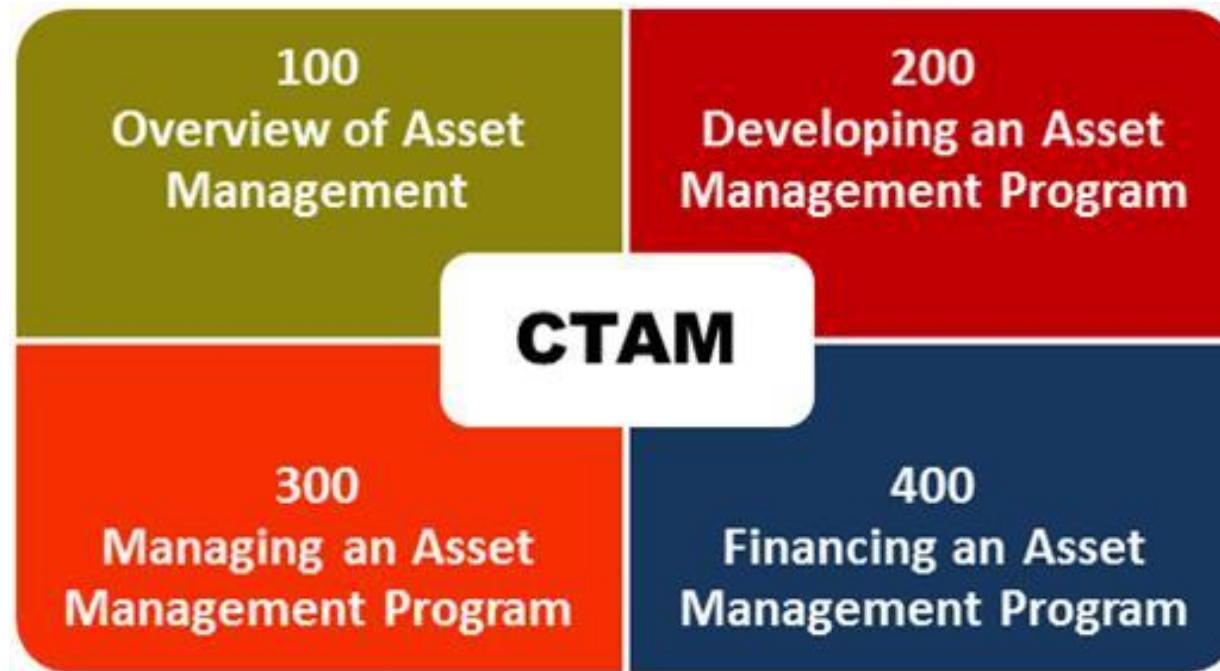 100
Overview of Asset
Management
200
Developing an Asset
Management Program
CTAM
300
Managing an Asset
Management Program
400
Financing an Asset
Management Program